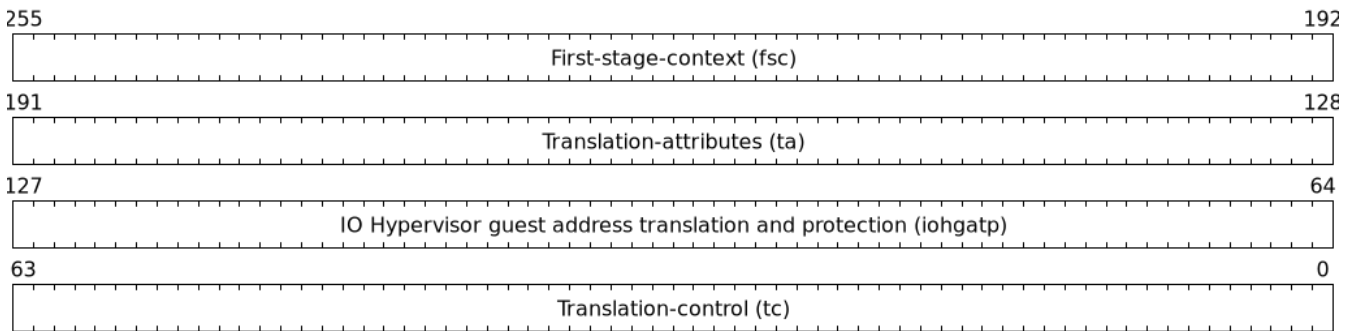 255 192
First-stage-context (fsc)
191 128
Translation-attributes (ta)
127 64
IO Hypervisor guest address translation and protection (iohgatp)
63 0
Translation-control (tc)